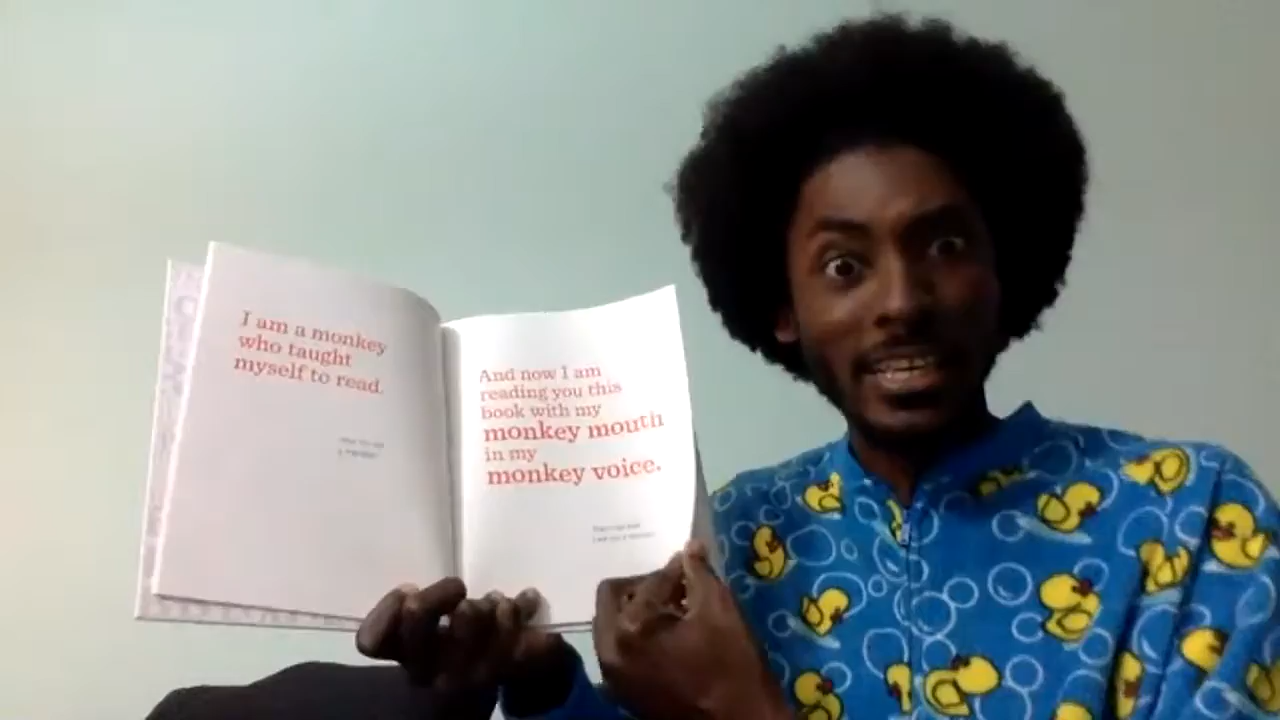 I am a monkey
who taught
myself to read.
And now I am
reading you this
book with my
monkey mouth
in my
monkey voice.